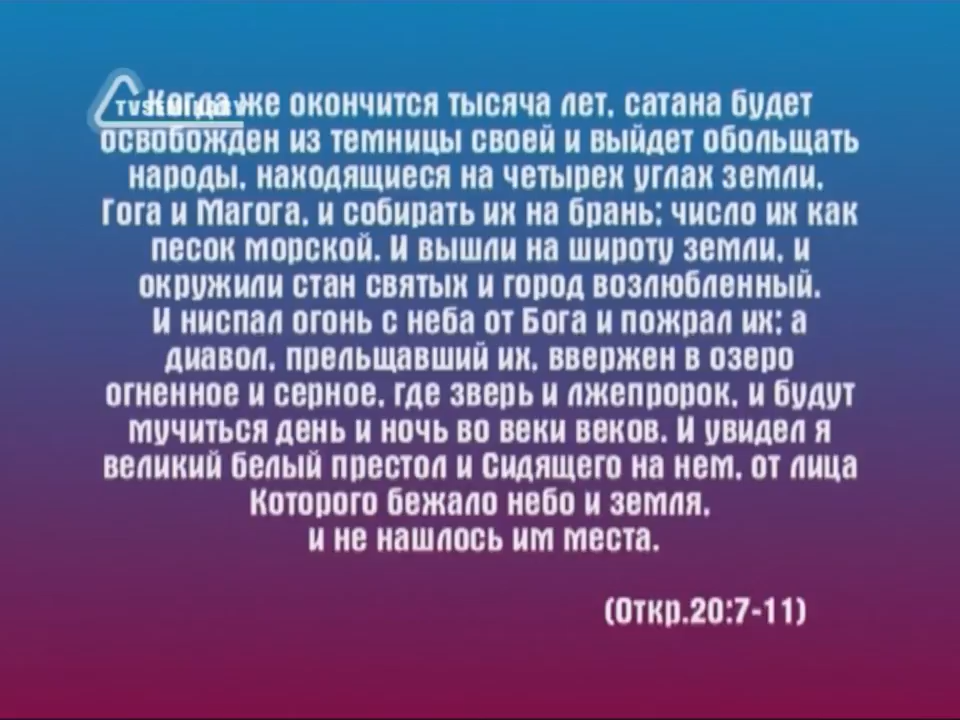 TVSEMINARY
Когда же окончится тысяча лет, сатана будет
освобожден из темницы своей и выйдет обольщать
народы, находящиеся на четырех углах земли,
Гога и Магога, и собирать их на брань; число их как
песок морской. И вышли на широту земли, и
окружили стан святых и город возлюбленный.
И ниспал огонь с неба от Бога и пожрал их; а
диавол, прельщавший их, ввержен в озеро
огненное и серное, где зверь и лжепророк, и будут
мучиться день и ночь во веки веков. И увидел я
великий белый престол и Сидящего на нем, от лица
Которого бежало небо и земля,
и не нашлось им места.
(Откр.20:7-11)